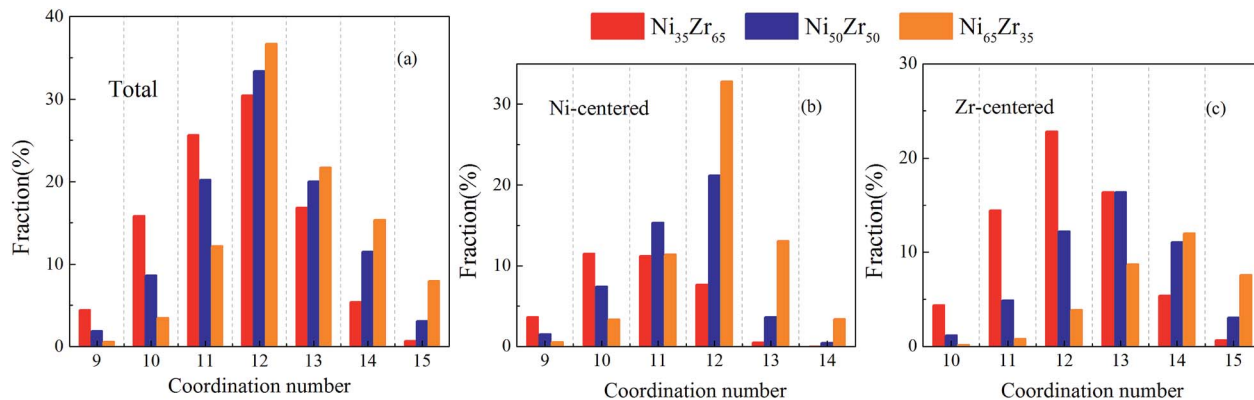 Ni₃₅Zr₆₅ Ni₅₀Zr₅₀ Ni₆₅Zr₃₅
(a)
Total
Fraction(%)
40
30
20
10
0
9 10 11 12 13 14 15
Coordination number
(b)
Ni-centered
Fraction(%)
30
20
10
0
9 10 11 12 13 14
Coordination number
(c)
Zr-centered
Fraction(%)
30
20
10
0
10 11 12 13 14 15
Coordination number